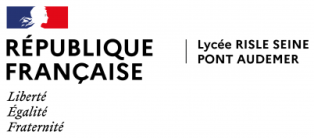 RÉPUBLIQUE
FRANÇAISE
Liberté
Égalité
Fraternité
Lycée RISLE SEINE
PONT AUDEMER